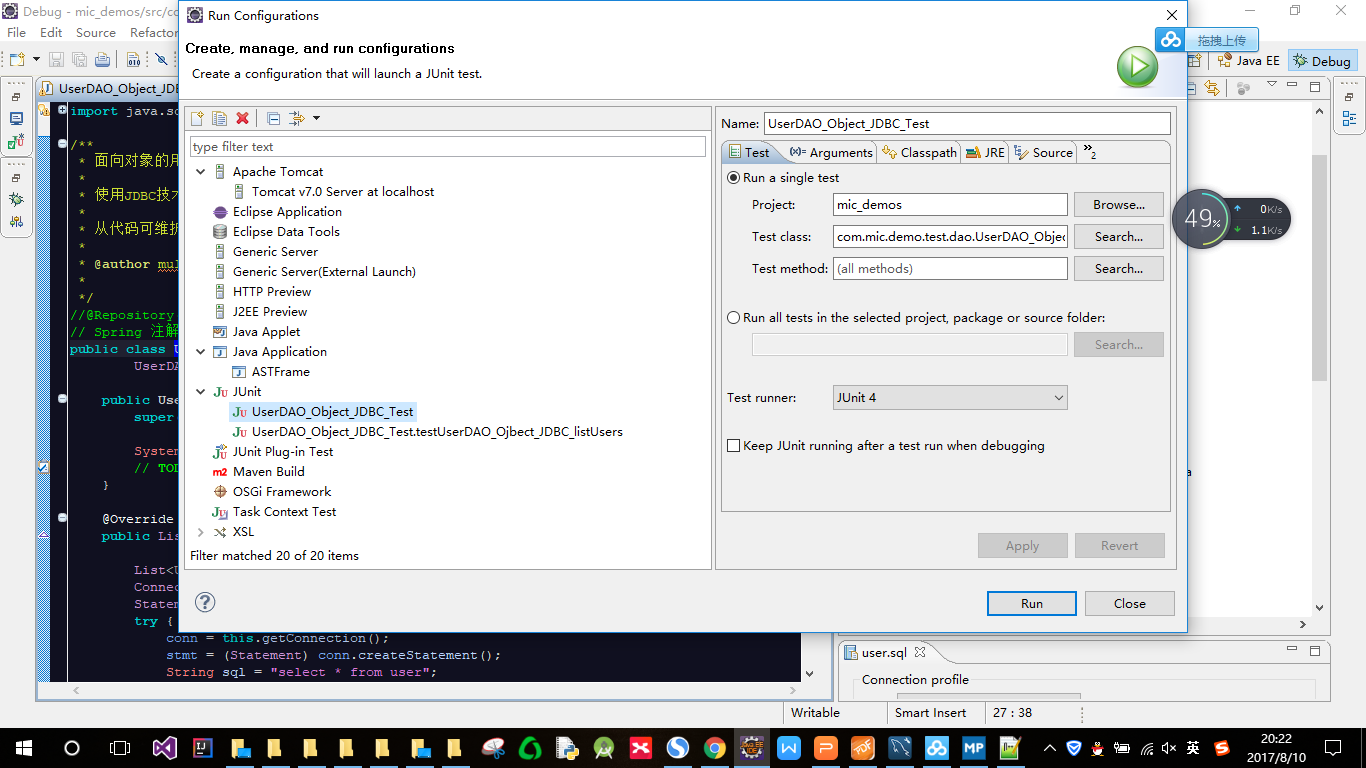 Debug - mic_demos/src/co
File Edit Source Refactor
Run Configurations
Create, manage, and run configurations
Create a configuration that will launch a JUnit test.
拖拽上传
Java EE
Debug
UserDAO_Object_JD
import java.s
/**
* 面向对象的用
*
* 使用JDBC技术
*
* 从代码可维护
*
* @author mul
*
*/
//@Repository
// Spring 注解
public class U
UserDA
public Use
super
System
// TOD
}
@Override
public Lis
List<U
Connec
Statem
try {
conn = this.getConnection();
stmt = (Statement) conn.createStatement();
String sql = "select * from user";
type filter text
Apache Tomcat
Tomcat v7.0 Server at localhost
Eclipse Application
Eclipse Data Tools
Generic Server
Generic Server(External Launch)
HTTP Preview
J2EE Preview
Java Applet
Java Application
ASTFrame
JUnit
UserDAO_Object_JDBC_Test
UserDAO_Object_JDBC_Test.testUserDAO_Ojbect_JDBC_listUsers
JUnit Plug-in Test
Maven Build
OSGi Framework
Task Context Test
XSL
Filter matched 20 of 20 items
Name: UserDAO_Object_JDBC_Test
Test (x)= Arguments Classpath JRE Source »2
Run a single test
Project: mic_demos Browse...
Test class: com.mic.demo.test.dao.UserDAO_Objec Search...
Test method: (all methods) Search...
Run all tests in the selected project, package or source folder:
Search...
Test runner: JUnit 4
Keep JUnit running after a test run when debugging
Apply Revert
Run Close
49%
0K/s
1.1K/s
a
user.sql
Connection profile
Writable Smart Insert 27 : 38
英
20:22
2017/8/10